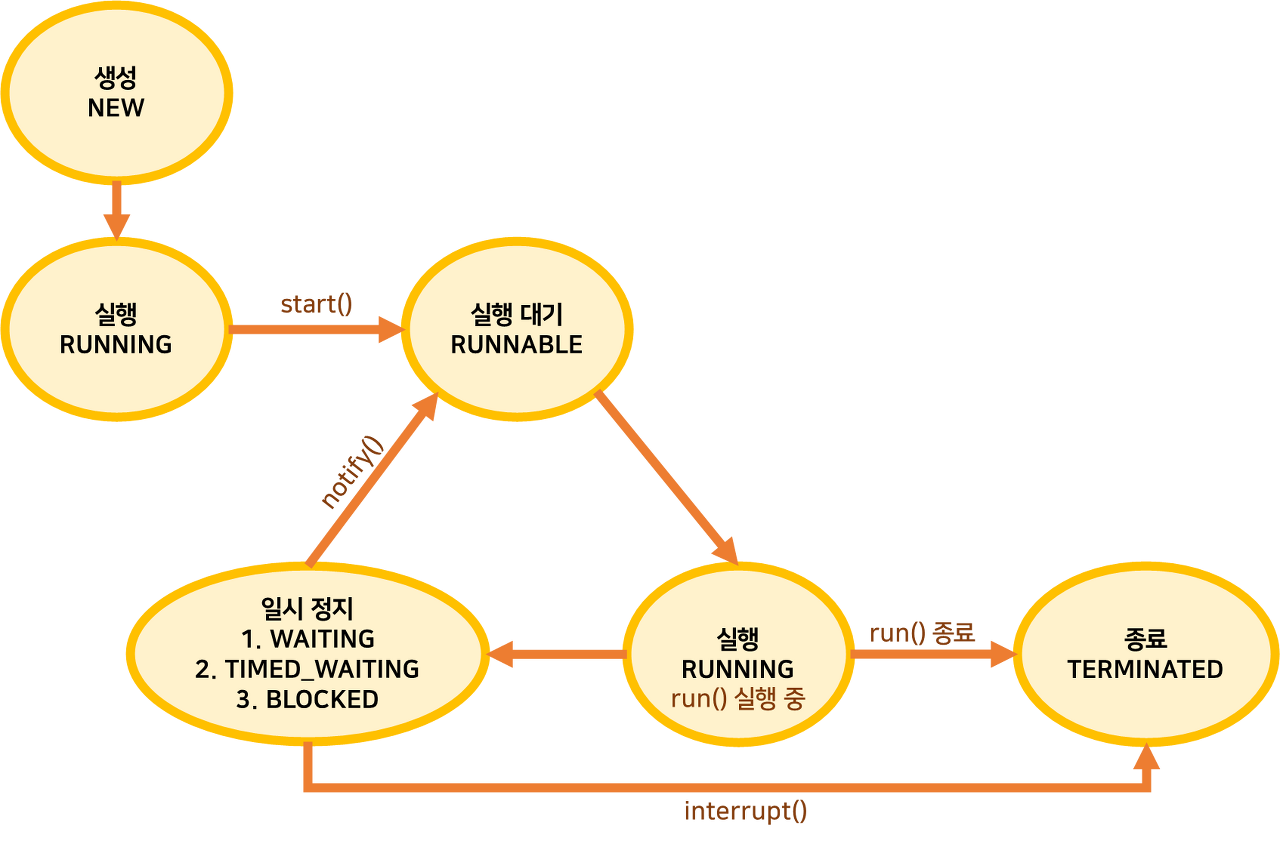 생성
NEW
실행
RUNNING
start()
실행 대기
RUNNABLE
notify()
일시 정지
1. WAITING
2. TIMED_WAITING
3. BLOCKED
실행
RUNNING
run() 실행 중
run() 종료
종료
TERMINATED
interrupt()